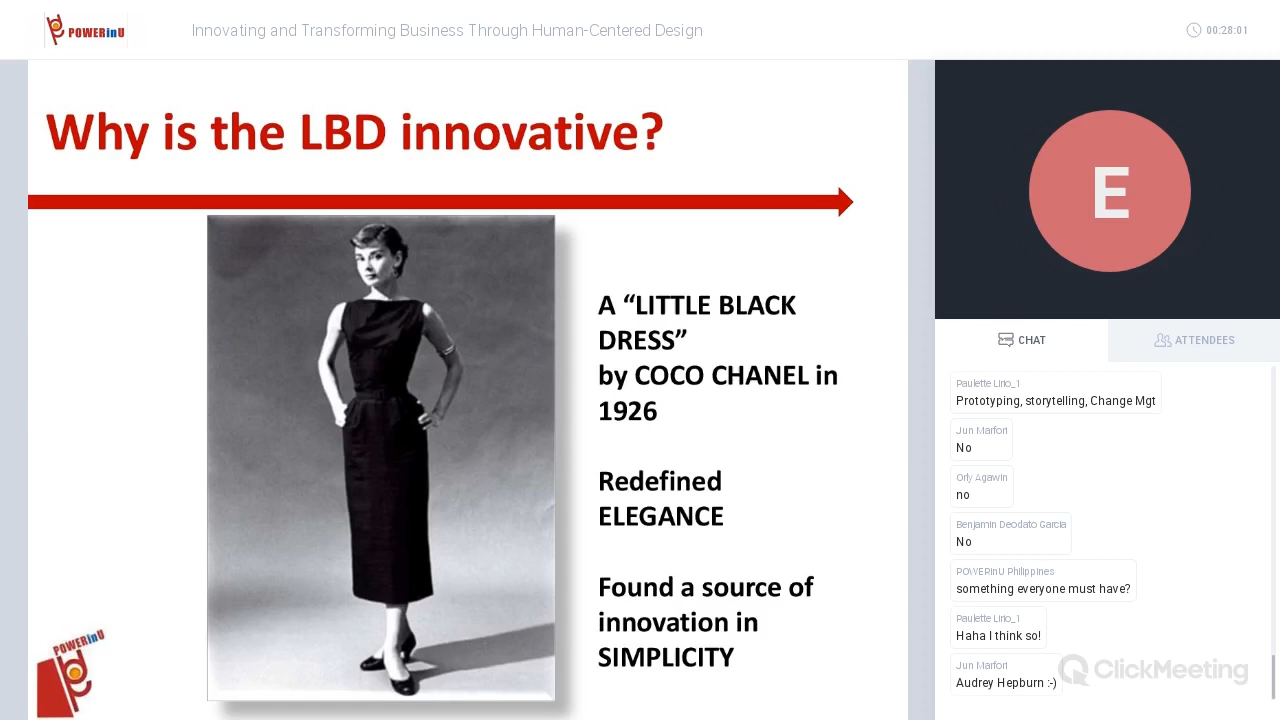 POWERinU
Innovating and Transforming Business Through Human-Centered Design
00:28:01
Why is the LBD innovative?
A “LITTLE BLACK
DRESS”
by COCO CHANEL in
1926
Redefined
ELEGANCE
Found a source of
innovation in
SIMPLICITY
POWERinU
E
CHAT
ATTENDEES
Paulette Lirio_1
Prototyping, storytelling, Change Mgt
Jun Marfori
No
Orly Agawin
no
Benjamin Deodato Garcia
No
POWERinU Philippines
something everyone must have?
Paulette Lirio_1
Haha I think so!
Jun Marfori
Audrey Hepburn :-)
ClickMeeting